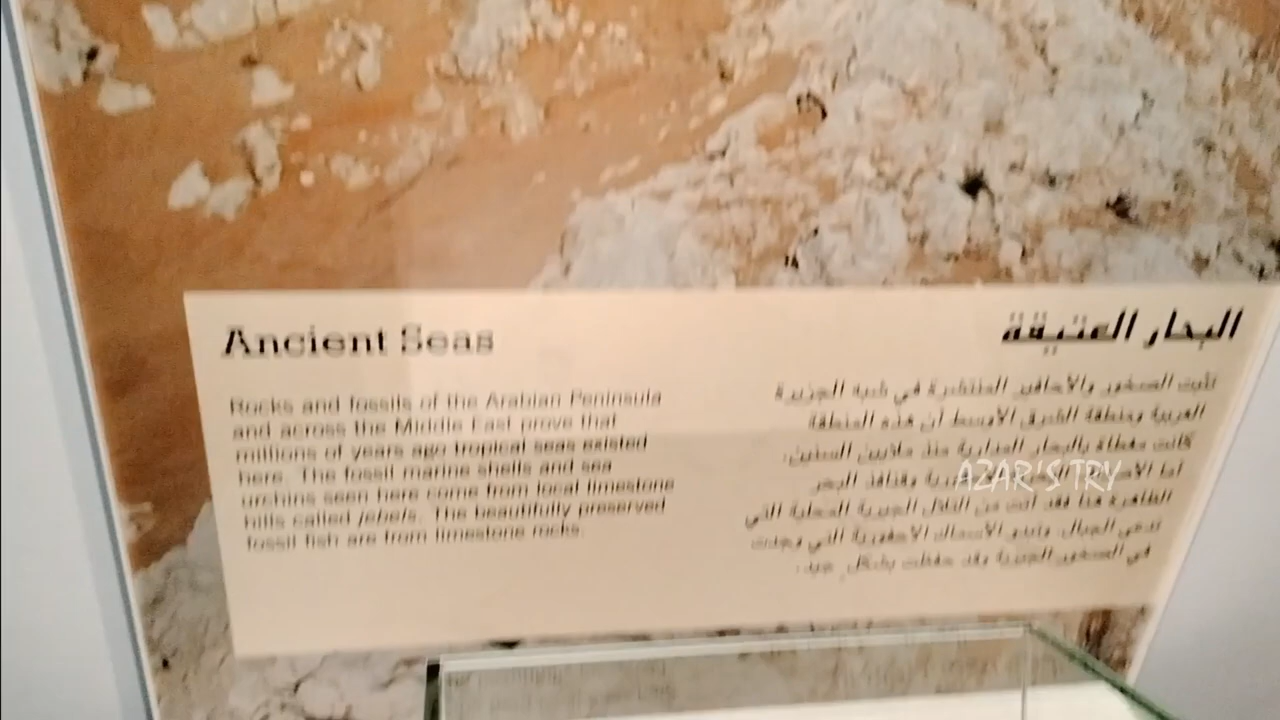 Ancient Seas
Rocks and fossils of the Arabian Peninsula
and across the Middle East prove that
millions of years ago tropical seas existed
here. The fossil marine shells and sea
urchins seen here come from local limestone
hills called jebels. The beautifully preserved
fossil fish are from limestone rocks.
البحار العتيقة
تثبت الصخور والأحافير المنتشرة في شبه الجزيرة
العربية ومنطقة الشرق الأوسط أن هذه المنطقة
كانت مغطاة بالبحار المدارية منذ ملايين السنين.
أما وقنافذ البحر
الظاهرة هنا فقد أتت من التلال الجيرية المحلية التي
تدعى الجبال. وتبدو الأسماك الأحفورية التي وجدت
في الصخور الجيرية وقد حفظت بشكل جيد.
AZAR'S TRY